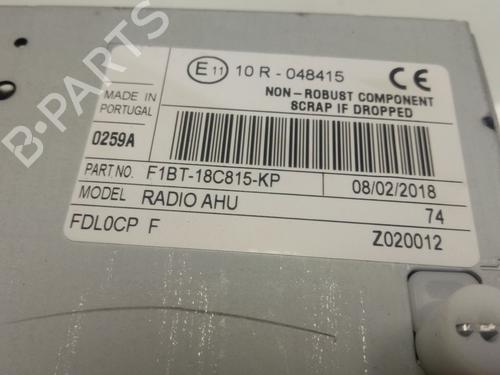 B-PARTS
E11 10 R - 048415
CE
MADE IN
PORTUGAL
NON-ROBUST COMPONENT
SCRAP IF DROPPED
0259A
PART NO. F1BT-18C815-KP 08/02/2018
MODEL RADIO AHU 74
FDL0CP F Z020012